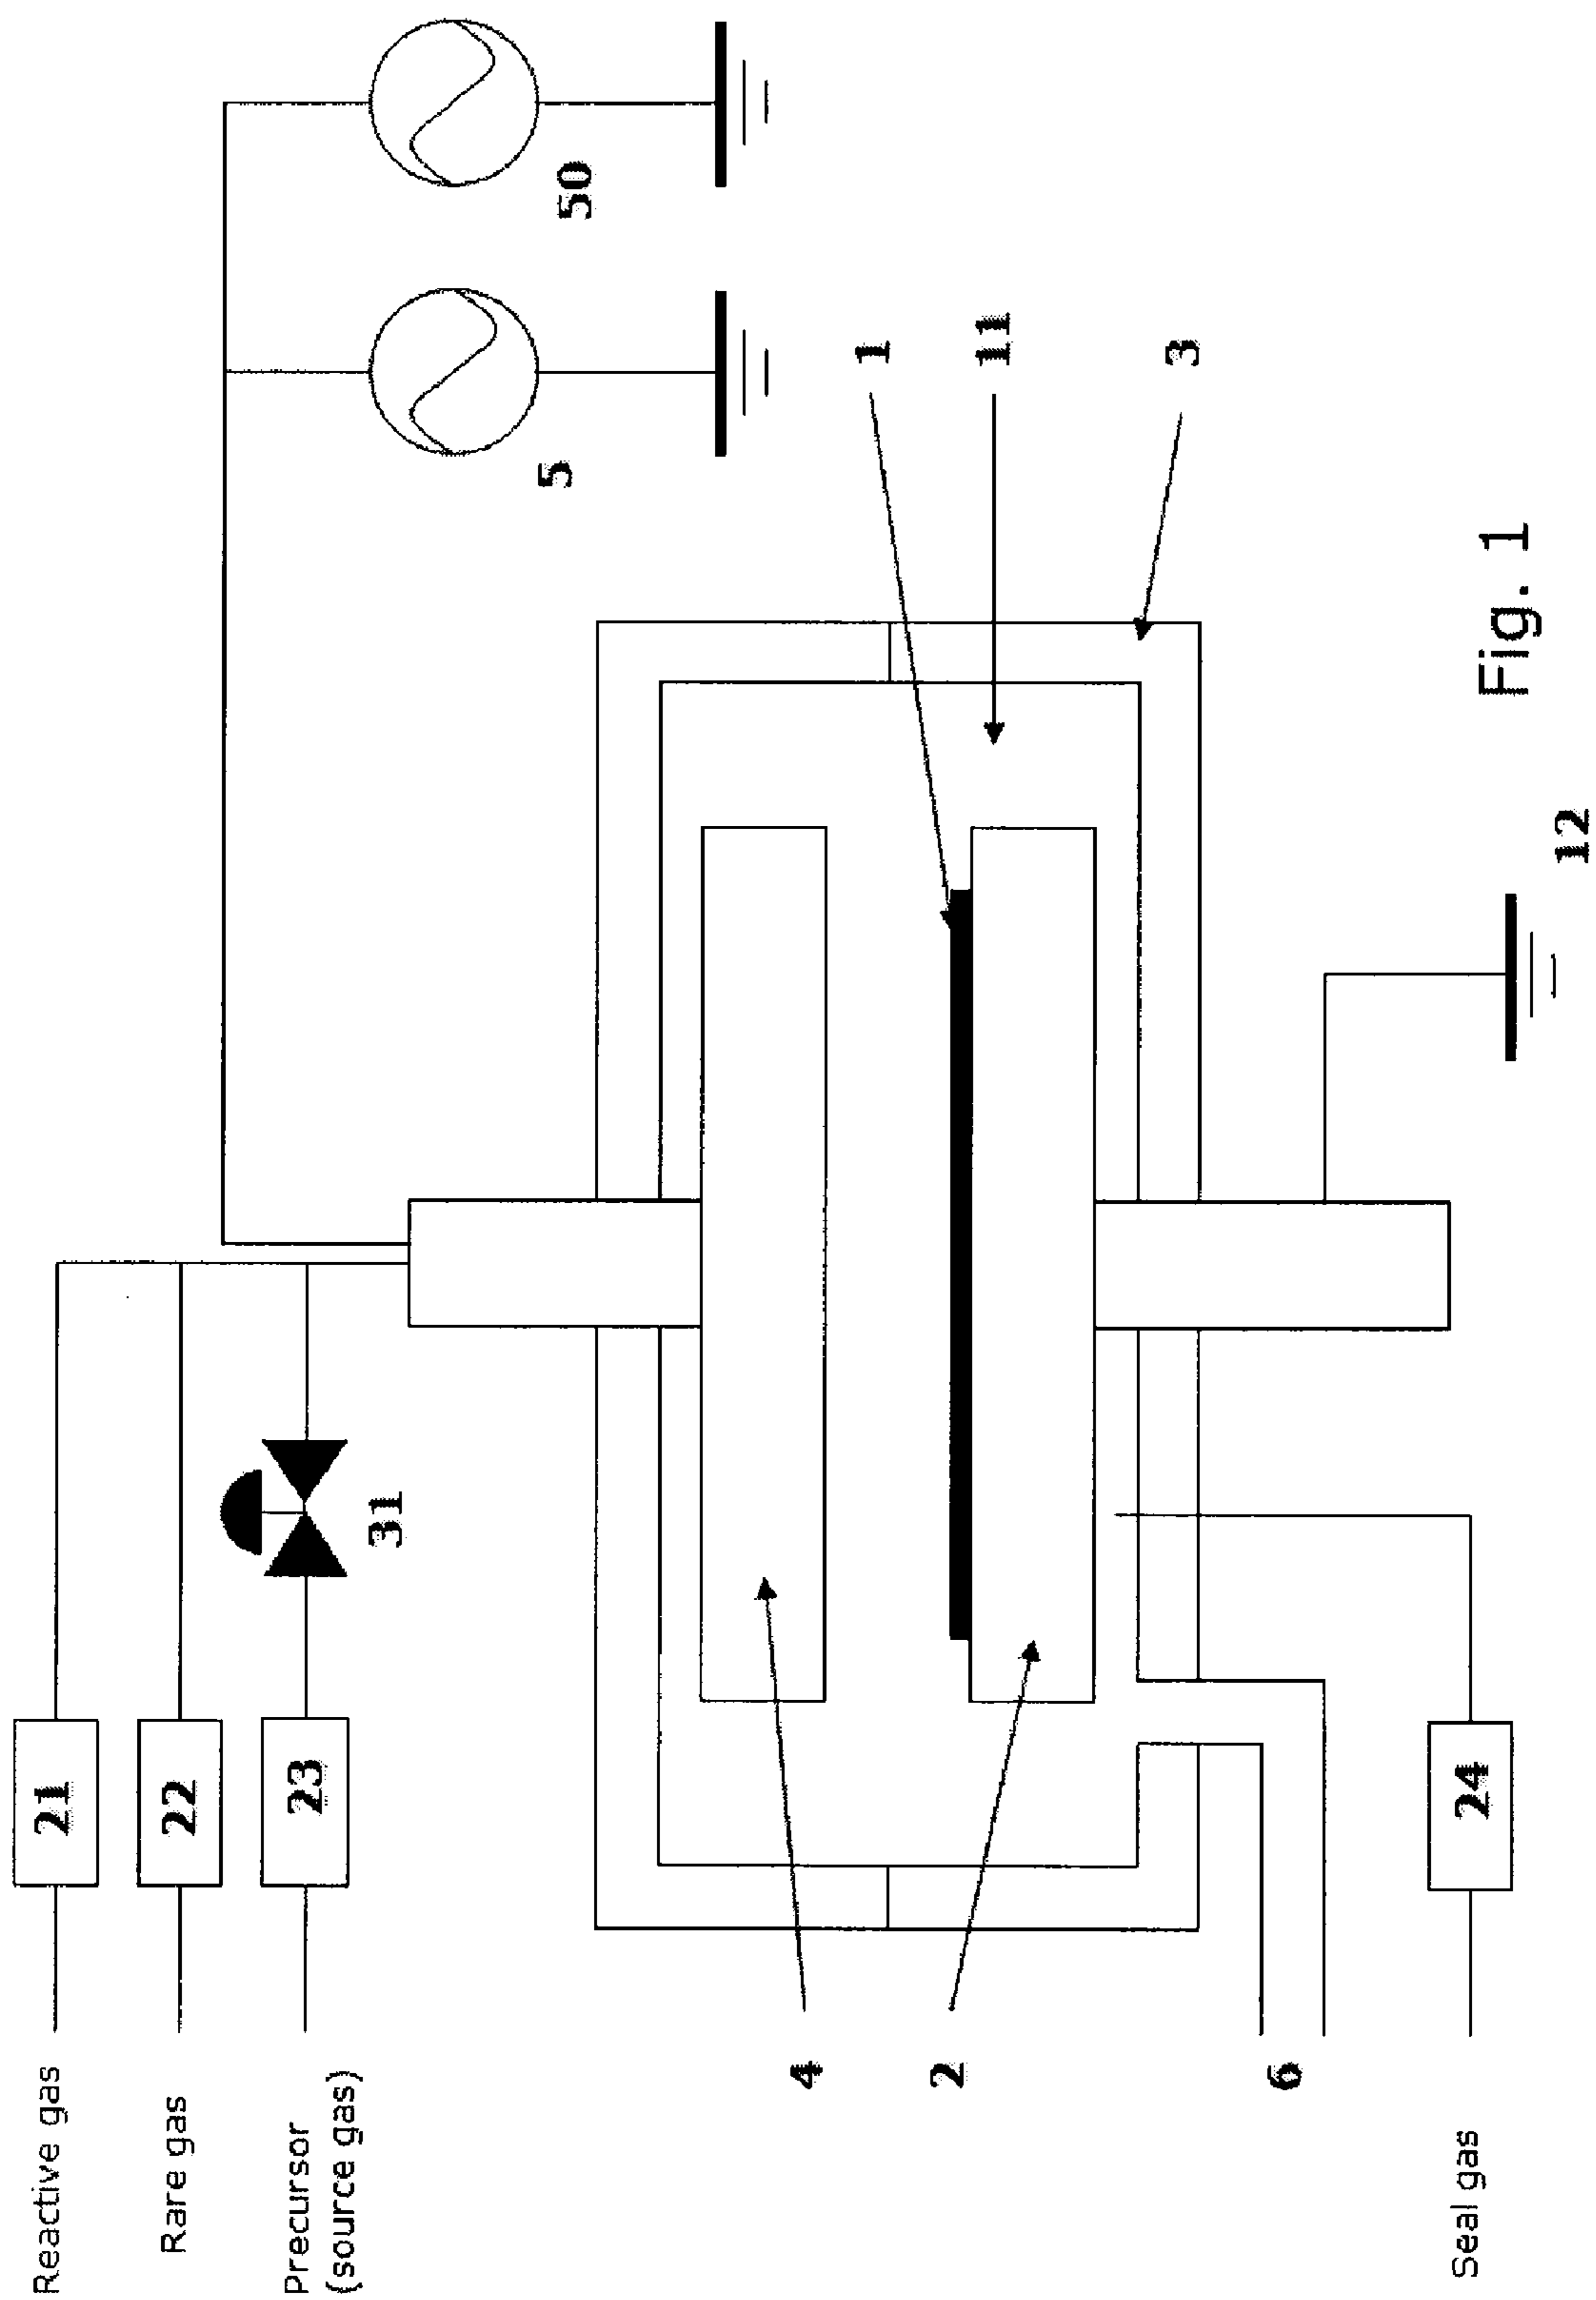 Reactive gas
21
Rare gas
22
Precursor
(source gas)
23
31
50
5
1
11
3
4
2
6
Seal gas
24
12
Fig. 1